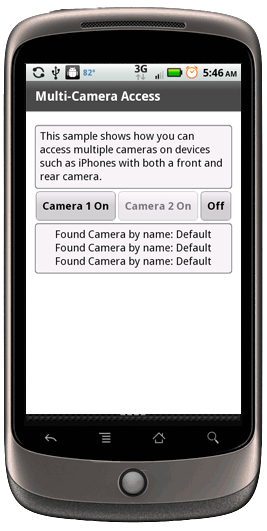 82° 3G 5:46 AM
Multi-Camera Access
This sample shows how you can
access multiple cameras on devices
such as iPhones with both a front and
rear camera.
Camera 1 On Camera 2 On Off
Found Camera by name: Default
Found Camera by name: Default
Found Camera by name: Default